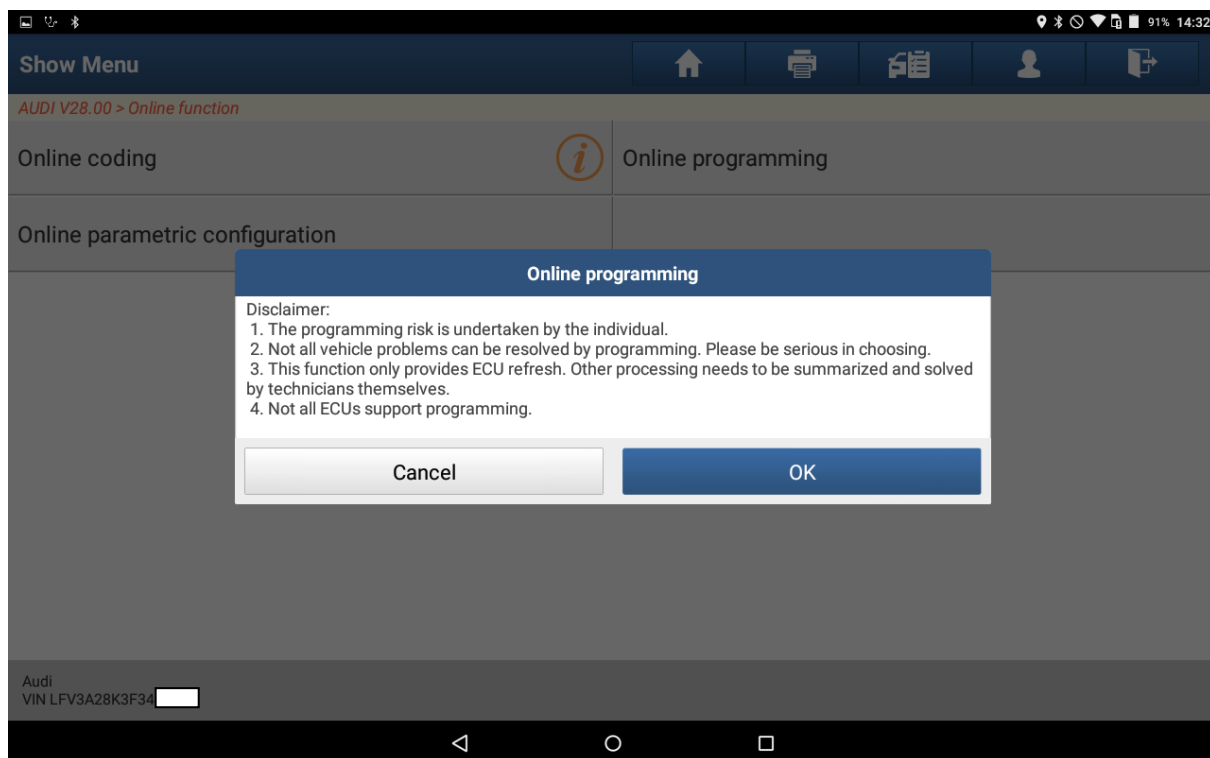 91% 14:32
Show Menu
AUDI V28.00 > Online function
Online coding
i
Online programming
Online parametric configuration
Online programming
Disclaimer:
1. The programming risk is undertaken by the individual.
2. Not all vehicle problems can be resolved by programming. Please be serious in choosing.
3. This function only provides ECU refresh. Other processing needs to be summarized and solved
by technicians themselves.
4. Not all ECUs support programming.
Cancel
OK
Audi
VIN LFV3A28K3F34